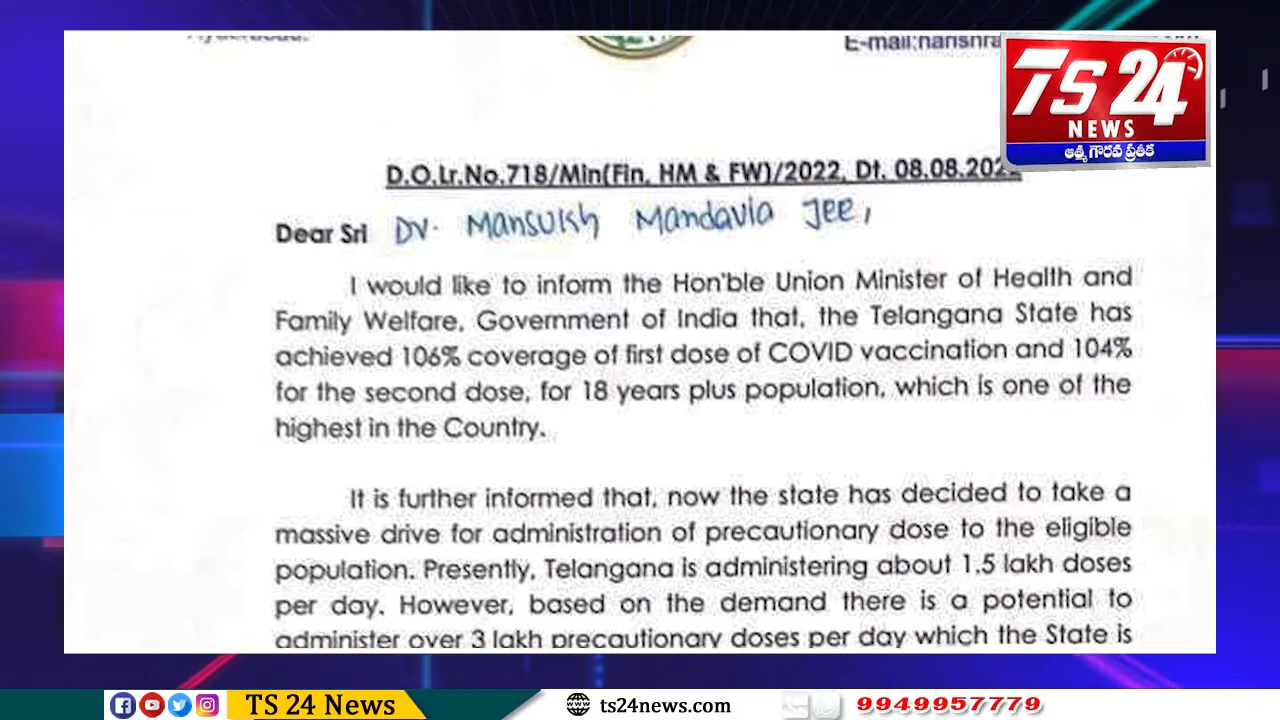 Hyderabad.
TS 24
NEWS
ఆత్మ గౌరవ ప్రతీక
D.O.Lr.No.718/Min(Fin, HM & FW)/2022, Dt. 08.08.202
Dear Sri Dr. Mansukh Mandavia Jee,
I would like to inform the Hon'ble Union Minister of Health and
Family Welfare, Government of India that, the Telangana State has
achieved 106% coverage of first dose of COVID vaccination and 104%
for the second dose, for 18 years plus population, which is one of the
highest in the Country.
It is further informed that, now the state has decided to take a
massive drive for administration of precautionary dose to the eligible
population. Presently, Telangana is administering about 1.5 lakh doses
per day. However, based on the demand there is a potential to
administer over 3 lakh precautionary doses per day which the State is
TS 24 News
ts24news.com
9949957779